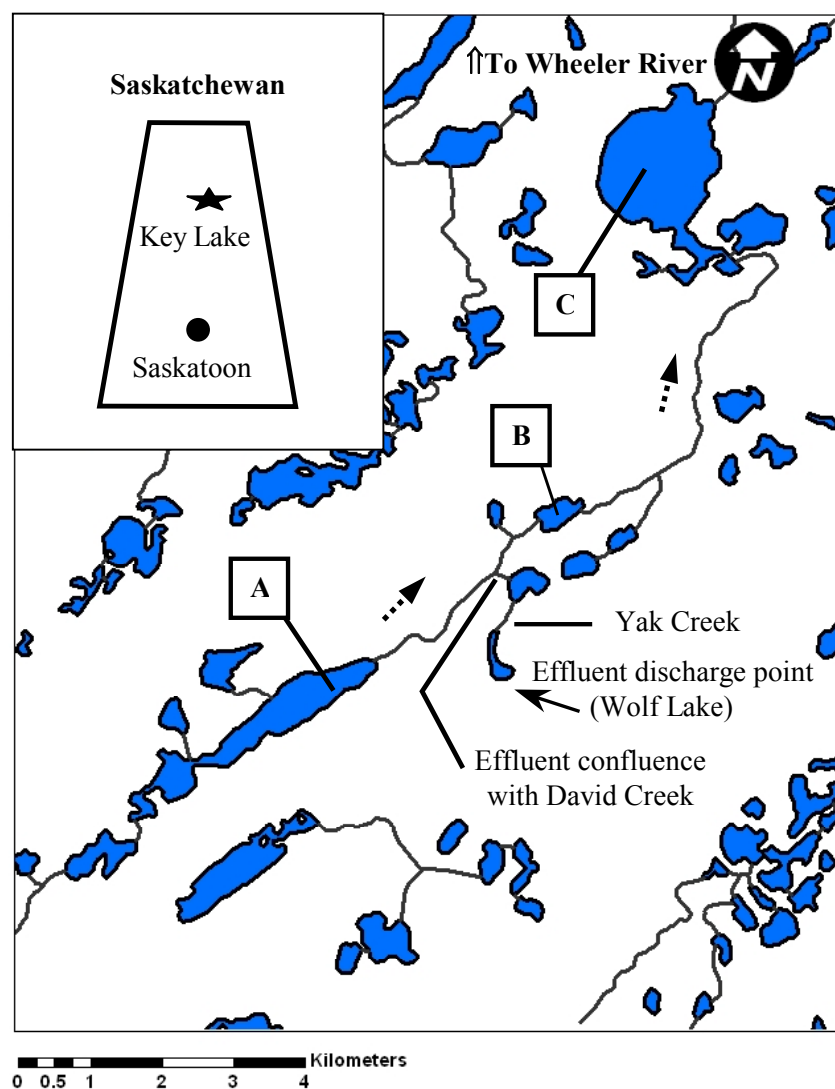 Saskatchewan
Key Lake
Saskatoon
⇑To Wheeler River
N
C
B
A
Yak Creek
Effluent discharge point
(Wolf Lake)
Effluent confluence
with David Creek
Kilometers
0 0.5 1 2 3 4